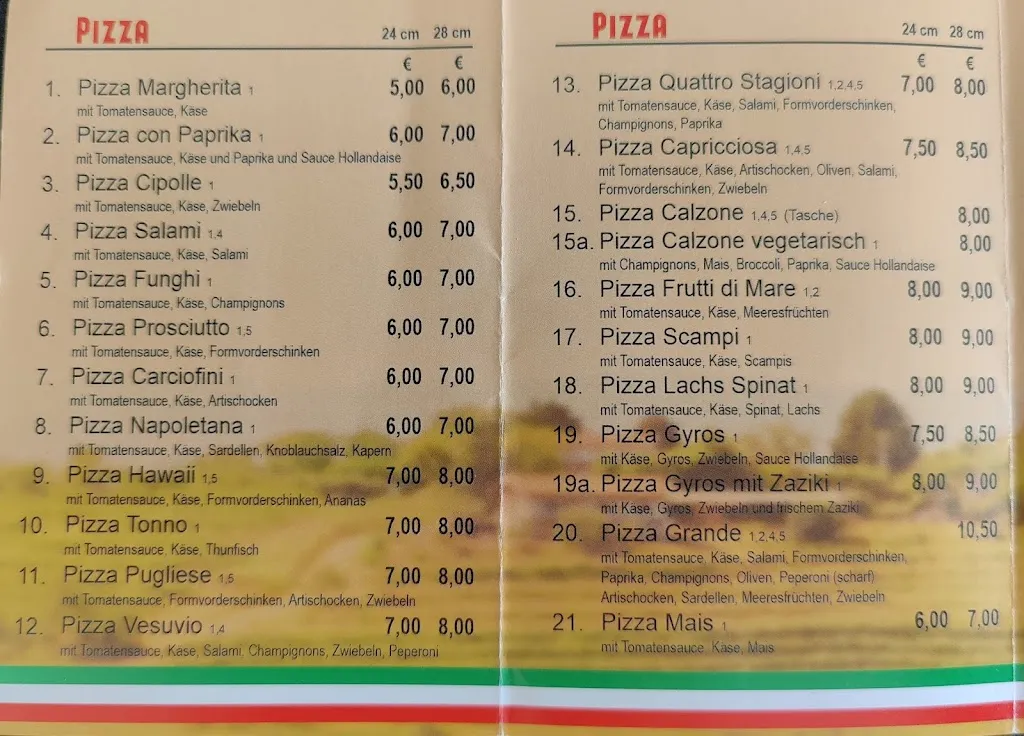 PIZZA
24 cm 28 cm
€ €
1. Pizza Margherita 1 5,00 6,00
mit Tomatensauce, Käse
2. Pizza con Paprika 1 6,00 7,00
mit Tomatensauce, Käse und Paprika und Sauce Hollandaise
3. Pizza Cipolle 1 5,50 6,50
mit Tomatensauce, Käse, Zwiebeln
4. Pizza Salami 1,4 6,00 7,00
mit Tomatensauce, Käse, Salami
5. Pizza Funghi 1 6,00 7,00
mit Tomatensauce, Käse, Champignons
6. Pizza Prosciutto 1,5 6,00 7,00
mit Tomatensauce, Käse, Formvorderschinken
7. Pizza Carciofini 1 6,00 7,00
mit Tomatensauce, Käse, Artischocken
8. Pizza Napoletana 1 6,00 7,00
mit Tomatensauce, Käse, Sardellen, Knoblauchsalz, Kapern
9. Pizza Hawaii 1,5 7,00 8,00
mit Tomatensauce, Käse, Formvorderschinken, Ananas
10. Pizza Tonno 1 7,00 8,00
mit Tomatensauce, Käse, Thunfisch
11. Pizza Pugliese 1,5 7,00 8,00
mit Tomatensauce, Formvorderschinken, Artischocken, Zwiebeln
12. Pizza Vesuvio 1,4 7,00 8,00
mit Tomatensauce, Käse, Salami, Champignons, Zwiebeln, Peperoni
PIZZA
24 cm 28 cm
€ €
13. Pizza Quattro Stagioni 1,2,4,5 7,00 8,00
mit Tomatensauce, Käse, Salami, Formvorderschinken,
Champignons, Paprika
14. Pizza Capricciosa 1,4,5 7,50 8,50
mit Tomatensauce, Käse, Artischocken, Oliven, Salami,
Formvorderschinken, Zwiebeln
15. Pizza Calzone 1,4,5 (Tasche) 8,00
15a. Pizza Calzone vegetarisch 1 8,00
mit Champignons, Mais, Broccoli, Paprika, Sauce Hollandaise
16. Pizza Frutti di Mare 1,2 8,00 9,00
mit Tomatensauce, Käse, Meeresfrüchten
17. Pizza Scampi 1 8,00 9,00
mit Tomatensauce, Käse, Scampis
18. Pizza Lachs Spinat 1 8,00 9,00
mit Tomatensauce, Käse, Spinat, Lachs
19. Pizza Gyros 1 7,50 8,50
mit Käse, Gyros, Zwiebeln, Sauce Hollandaise
19a. Pizza Gyros mit Zaziki 1 8,00 9,00
mit Käse, Gyros, Zwiebeln und frischem Zaziki
20. Pizza Grande 1,2,4,5 10,50
mit Tomatensauce, Käse, Salami, Formvorderschinken,
Paprika, Champignons, Oliven, Peperoni (scharf)
Artischocken, Sardellen, Meeresfrüchten, Zwiebeln
21. Pizza Mais 1 6,00 7,00
mit Tomatensauce, Käse, Mais